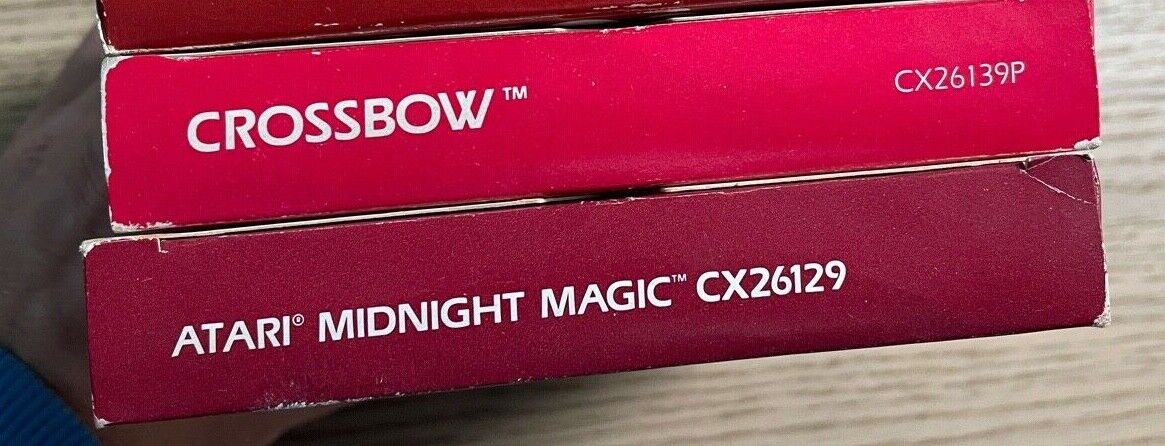 CROSSBOW™
CX26139P
ATARI® MIDNIGHT MAGIC™ CX26129